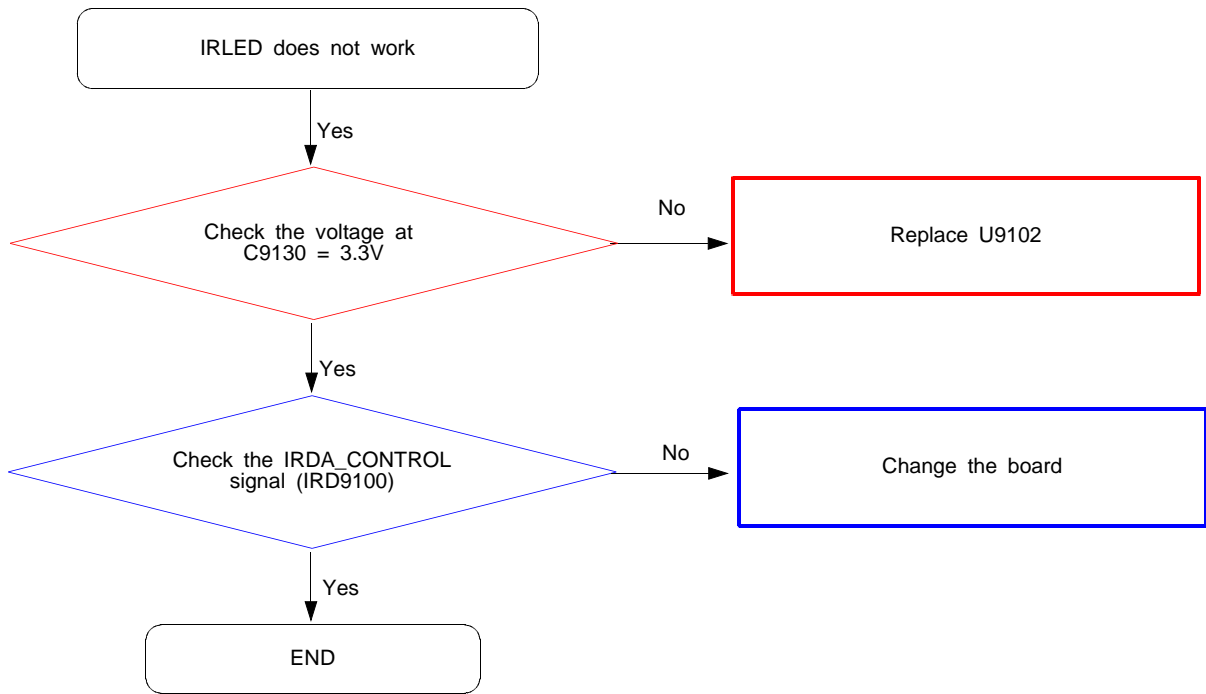 IRLED does not work
Yes
Check the voltage at
C9130 = 3.3V
No
Replace U9102
Yes
Check the IRDA_CONTROL
signal (IRD9100)
No
Change the board
Yes
END